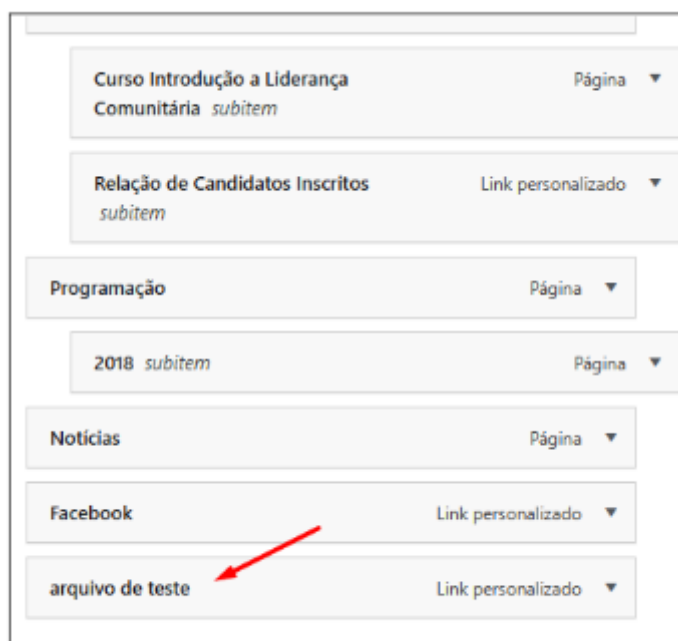 Curso Introdução a Liderança Página
Comunitária subitem
Relação de Candidatos Inscritos Link personalizado
subitem
Programação Página
2018 subitem Página
Notícias Página
Facebook Link personalizado
arquivo de teste Link personalizado